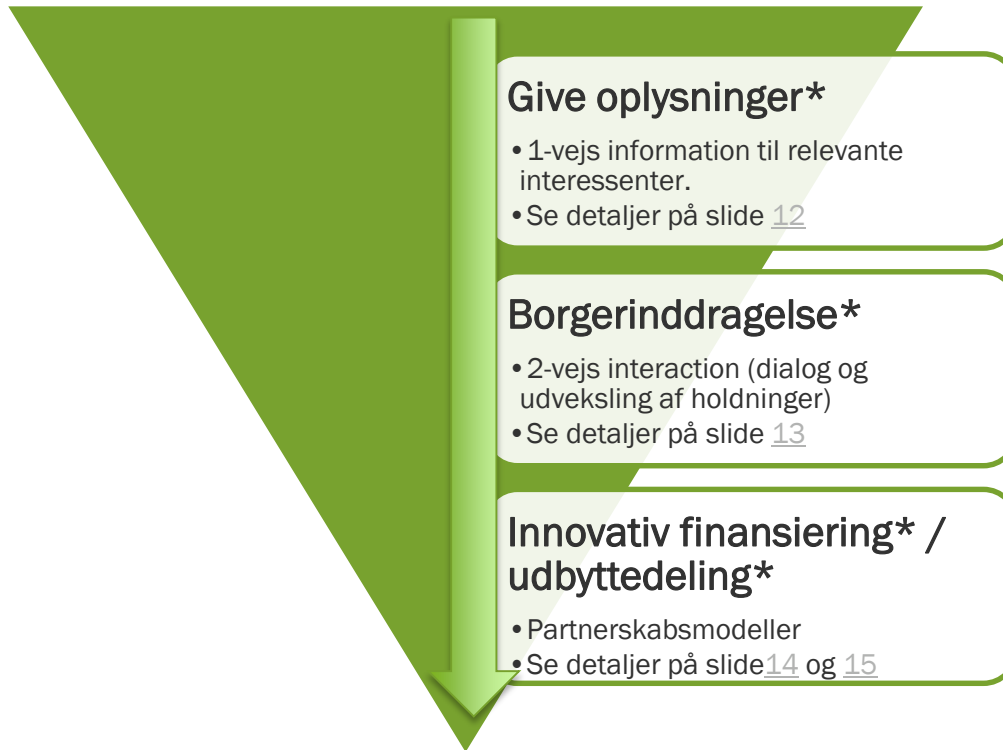 Give oplysninger*
•1-vejs information til relevante
interessenter.
•Se detaljer på slide 12
Borgerinddragelse*
•2-vejs interaction (dialog og
udveksling af holdninger)
•Se detaljer på slide 13
Innovativ finansiering* /
udbyttedeling*
•Partnerskabsmodeller
•Se detaljer på slide14 og 15